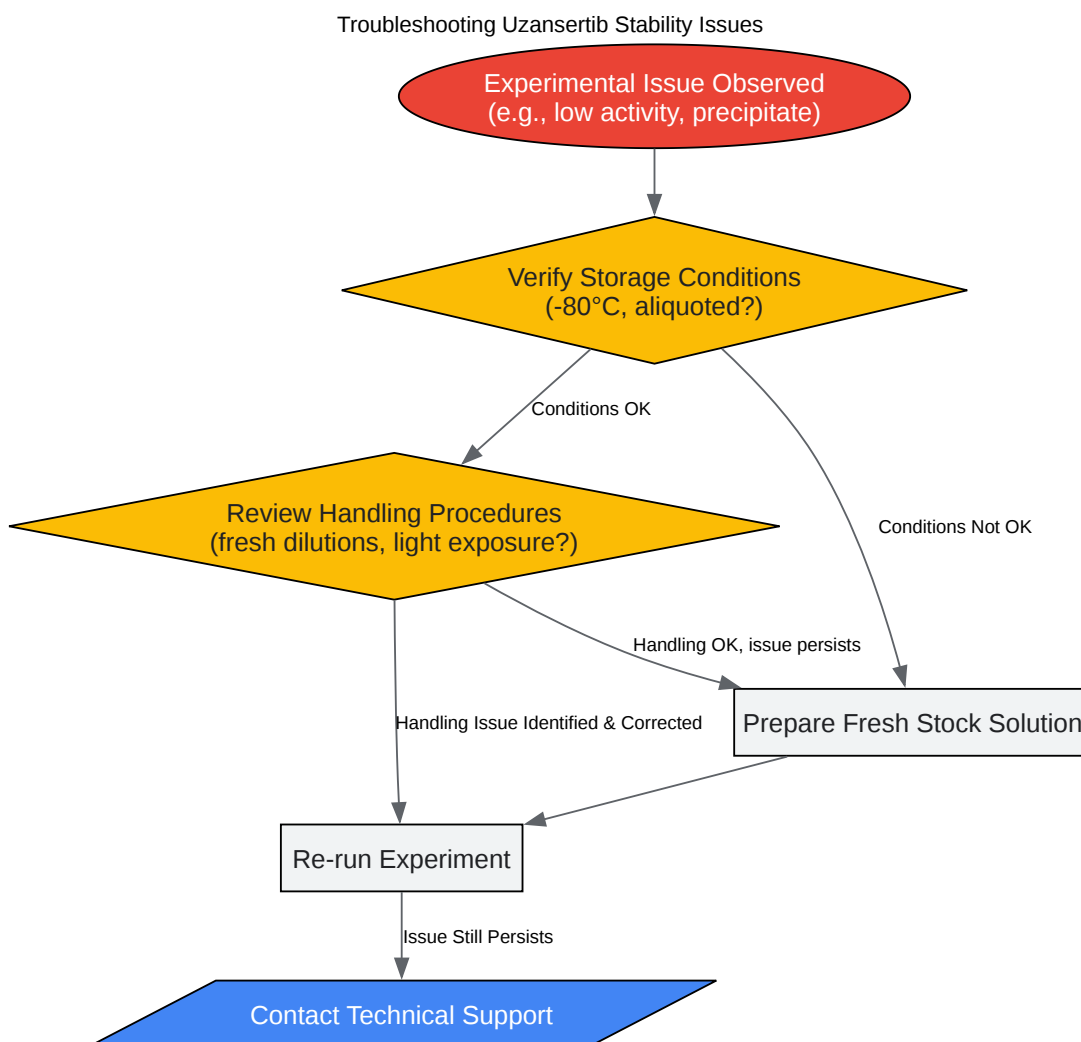 Troubleshooting Uzansertib Stability Issues
Experimental Issue Observed
(e.g., low activity, precipitate)
Verify Storage Conditions
(-80°C, aliquoted?)
Conditions OK
Review Handling Procedures
(fresh dilutions, light exposure?)
Conditions Not OK
Handling OK, issue persists
Handling Issue Identified & Corrected
Prepare Fresh Stock Solution
Re-run Experiment
Issue Still Persists
Contact Technical Support